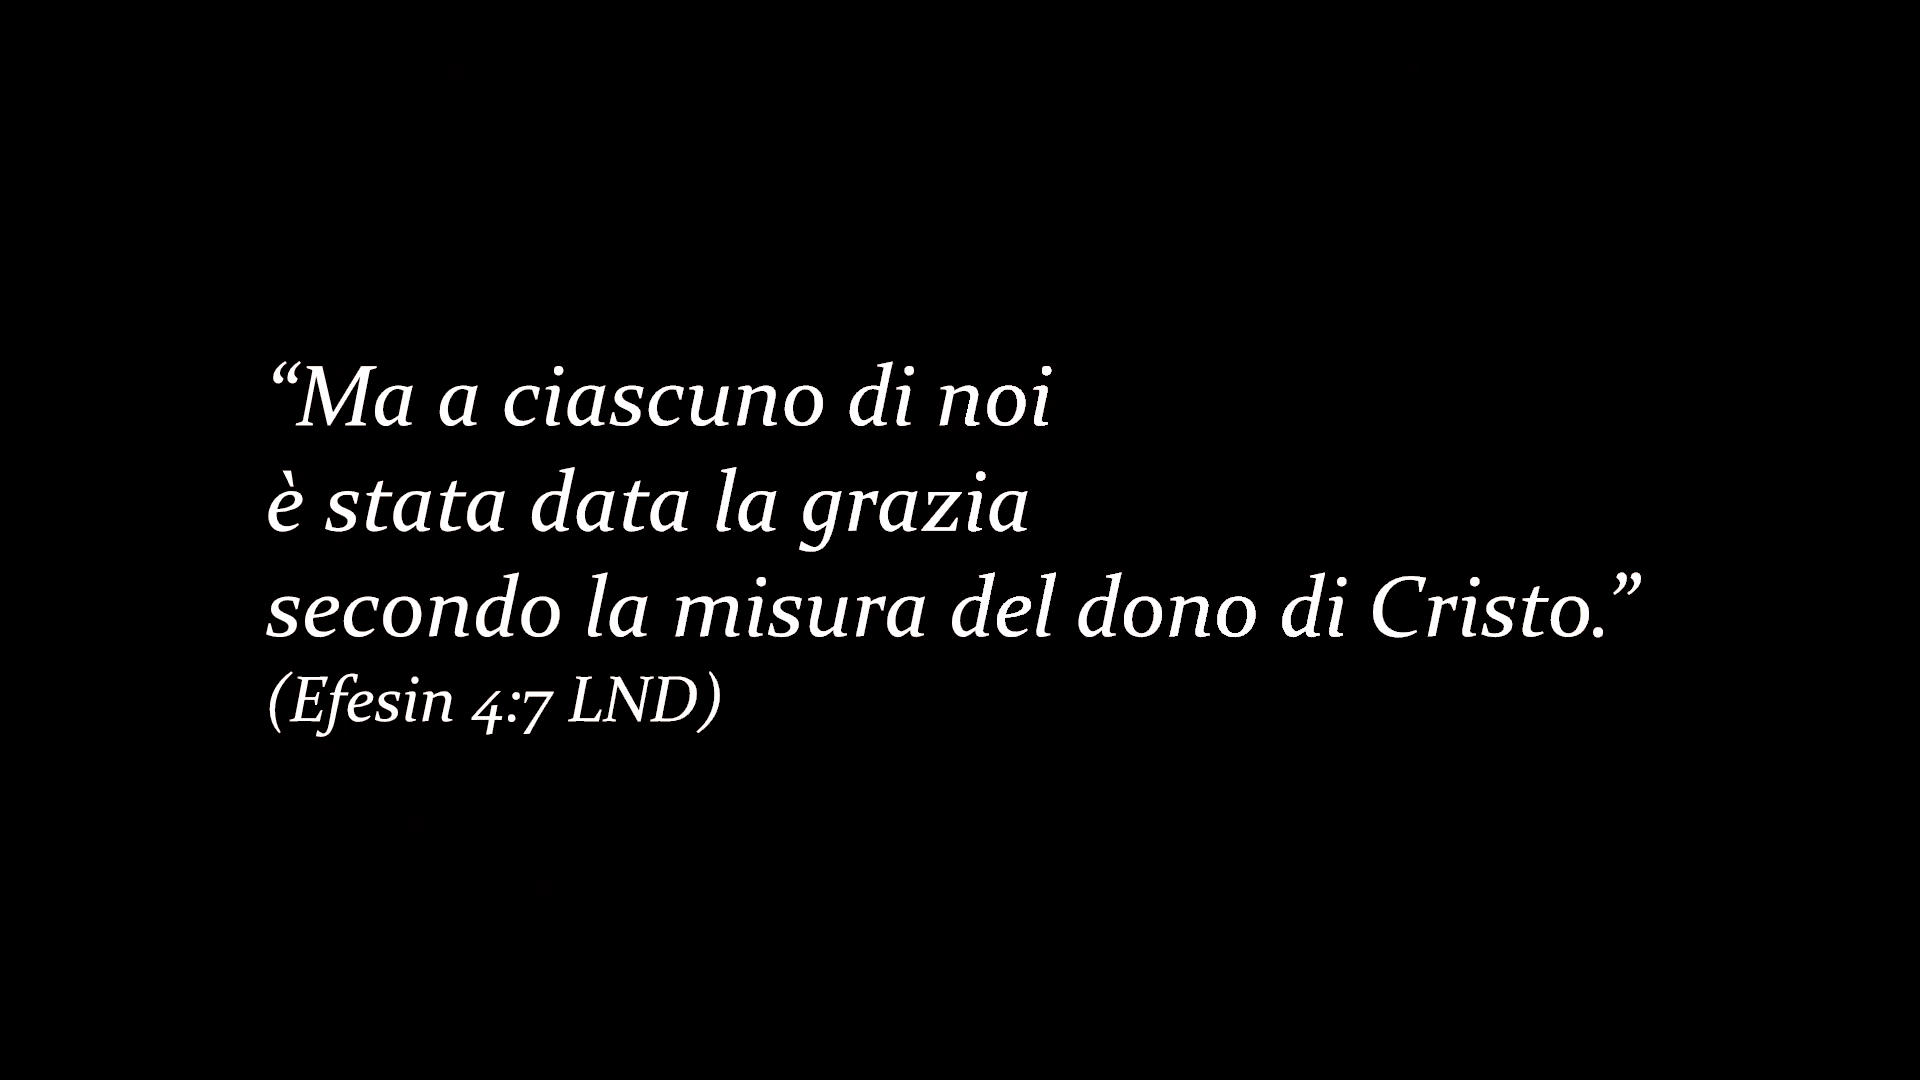 “Ma a ciascuno di noi
è stata data la grazia
secondo la misura del dono di Cristo.”
(Efesin 4:7 LND)